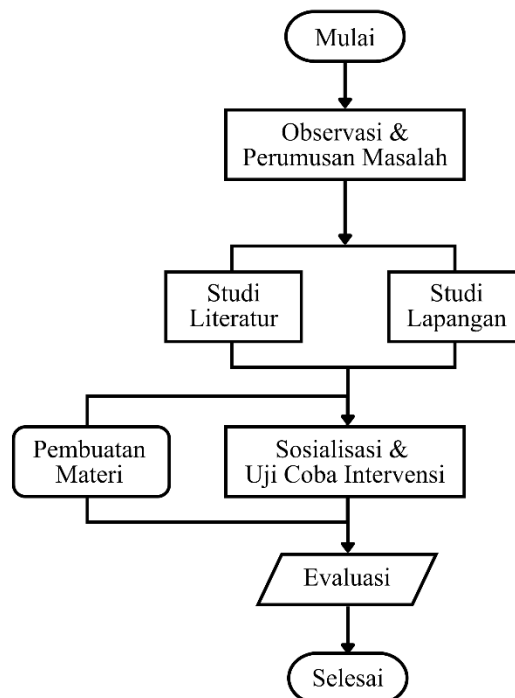 Mulai
Observasi &
Perumusan Masalah
Studi
Literatur
Studi
Lapangan
Pembuatan
Materi
Sosialisasi &
Uji Coba Intervensi
Evaluasi
Selesai